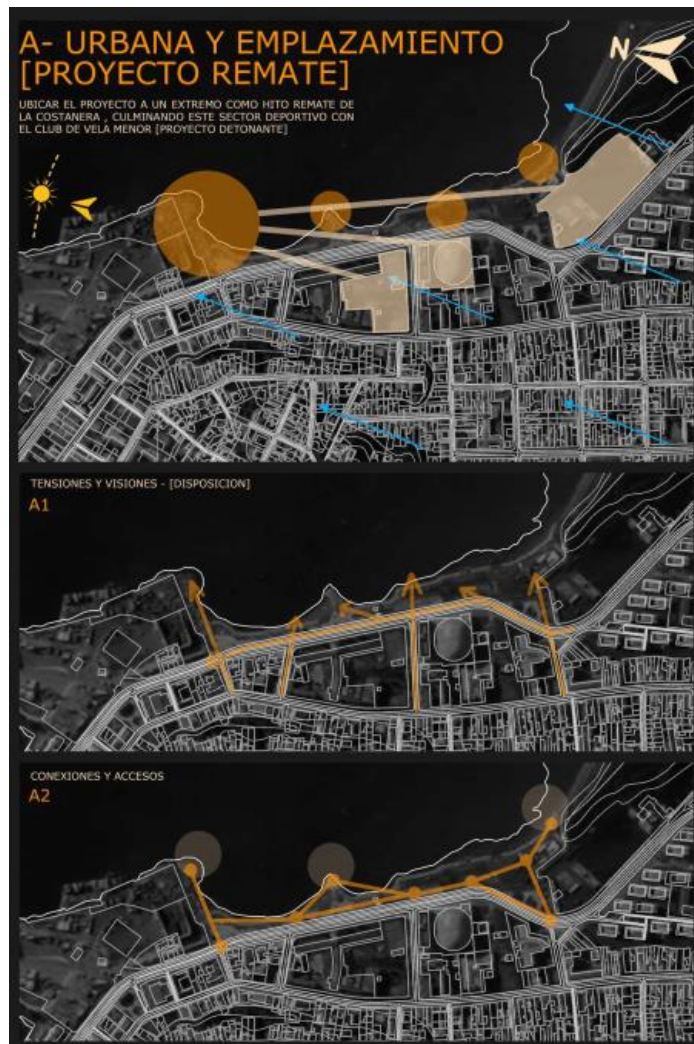 A- URBANA Y EMPLAZAMIENTO
[PROYECTO REMATE]
N
UBICAR EL PROYECTO A UN EXTREMO COMO HITO REMATE DE
LA COSTANERA , CULMINANDO ESTE SECTOR DEPORTIVO CON
EL CLUB DE VELA MENOR [PROYECTO DETONANTE]
TENSIONES Y VISIONES - [DISPOSICION]
A1
CONEXIONES Y ACCESOS
A2